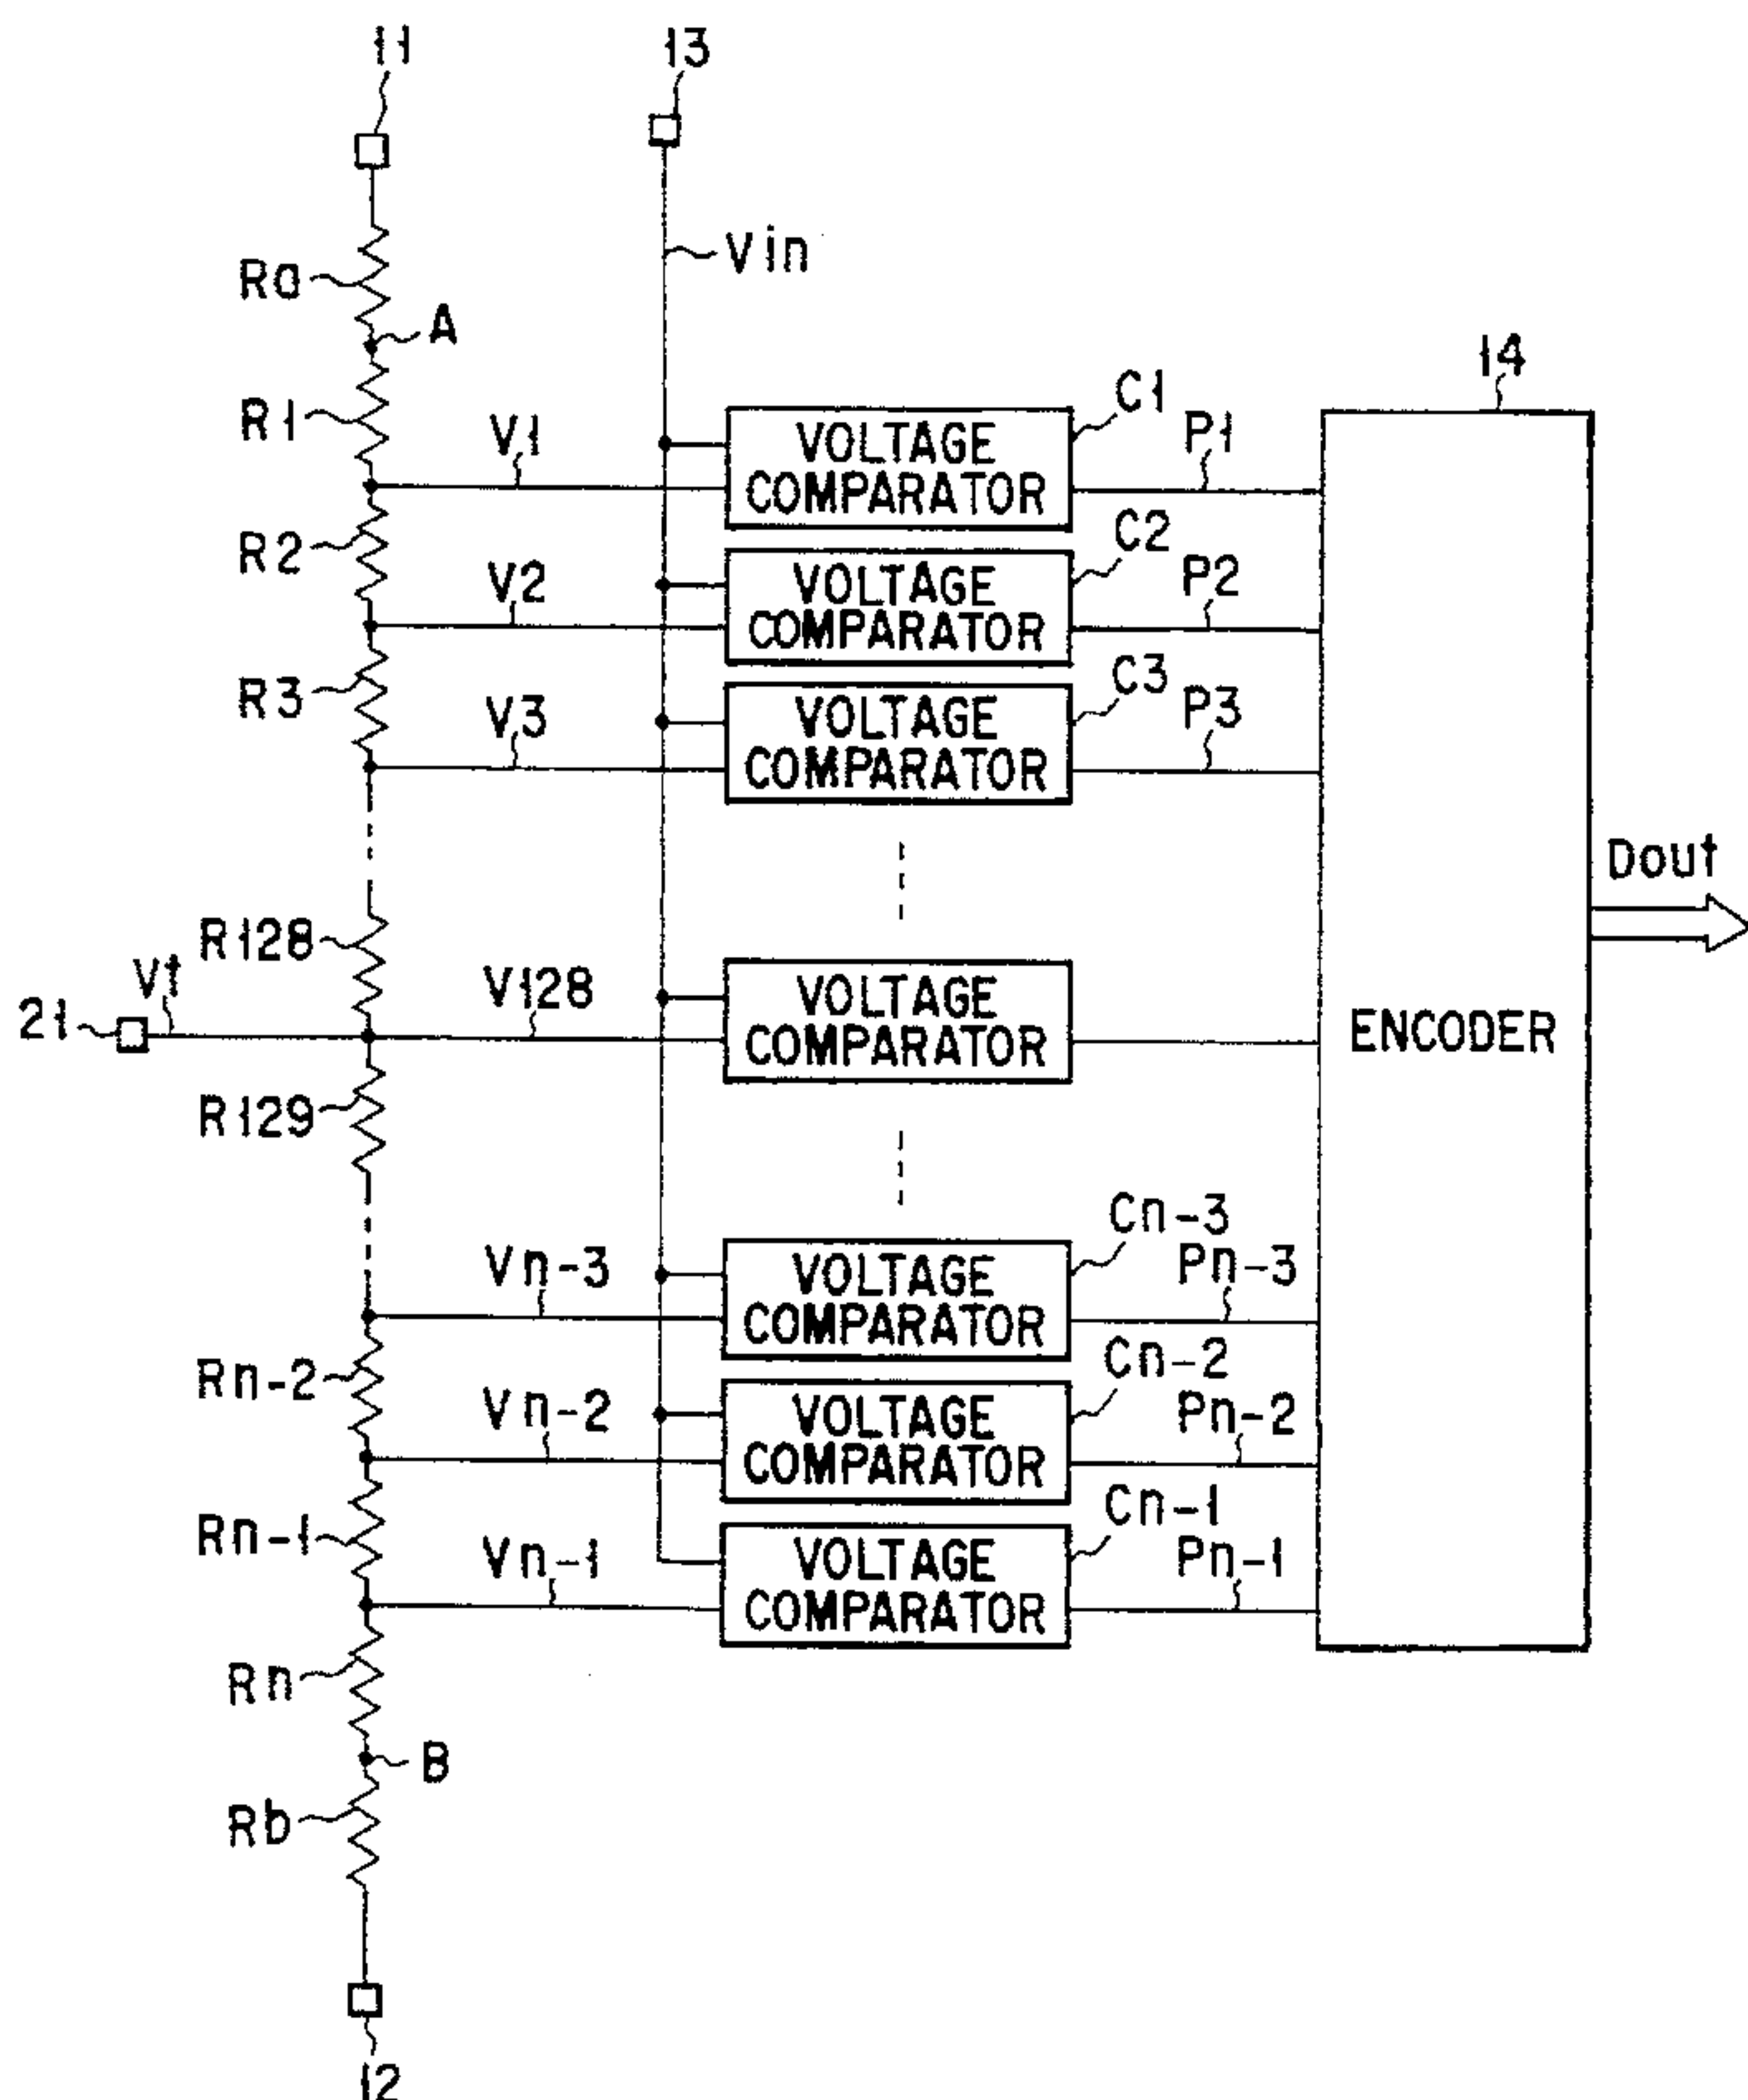 11
13
Ra
Vin
A
R1
V1
VOLTAGE
COMPARATOR
C1
P1
14
R2
V2
VOLTAGE
COMPARATOR
C2
P2
R3
V3
VOLTAGE
COMPARATOR
C3
P3
Dout
R128
21
Vt
V128
VOLTAGE
COMPARATOR
ENCODER
R129
Vn-3
VOLTAGE
COMPARATOR
Cn-3
Pn-3
Rn-2
Vn-2
VOLTAGE
COMPARATOR
Cn-2
Pn-2
Rn-1
Vn-1
VOLTAGE
COMPARATOR
Cn-1
Pn-1
Rn
B
Rb
12